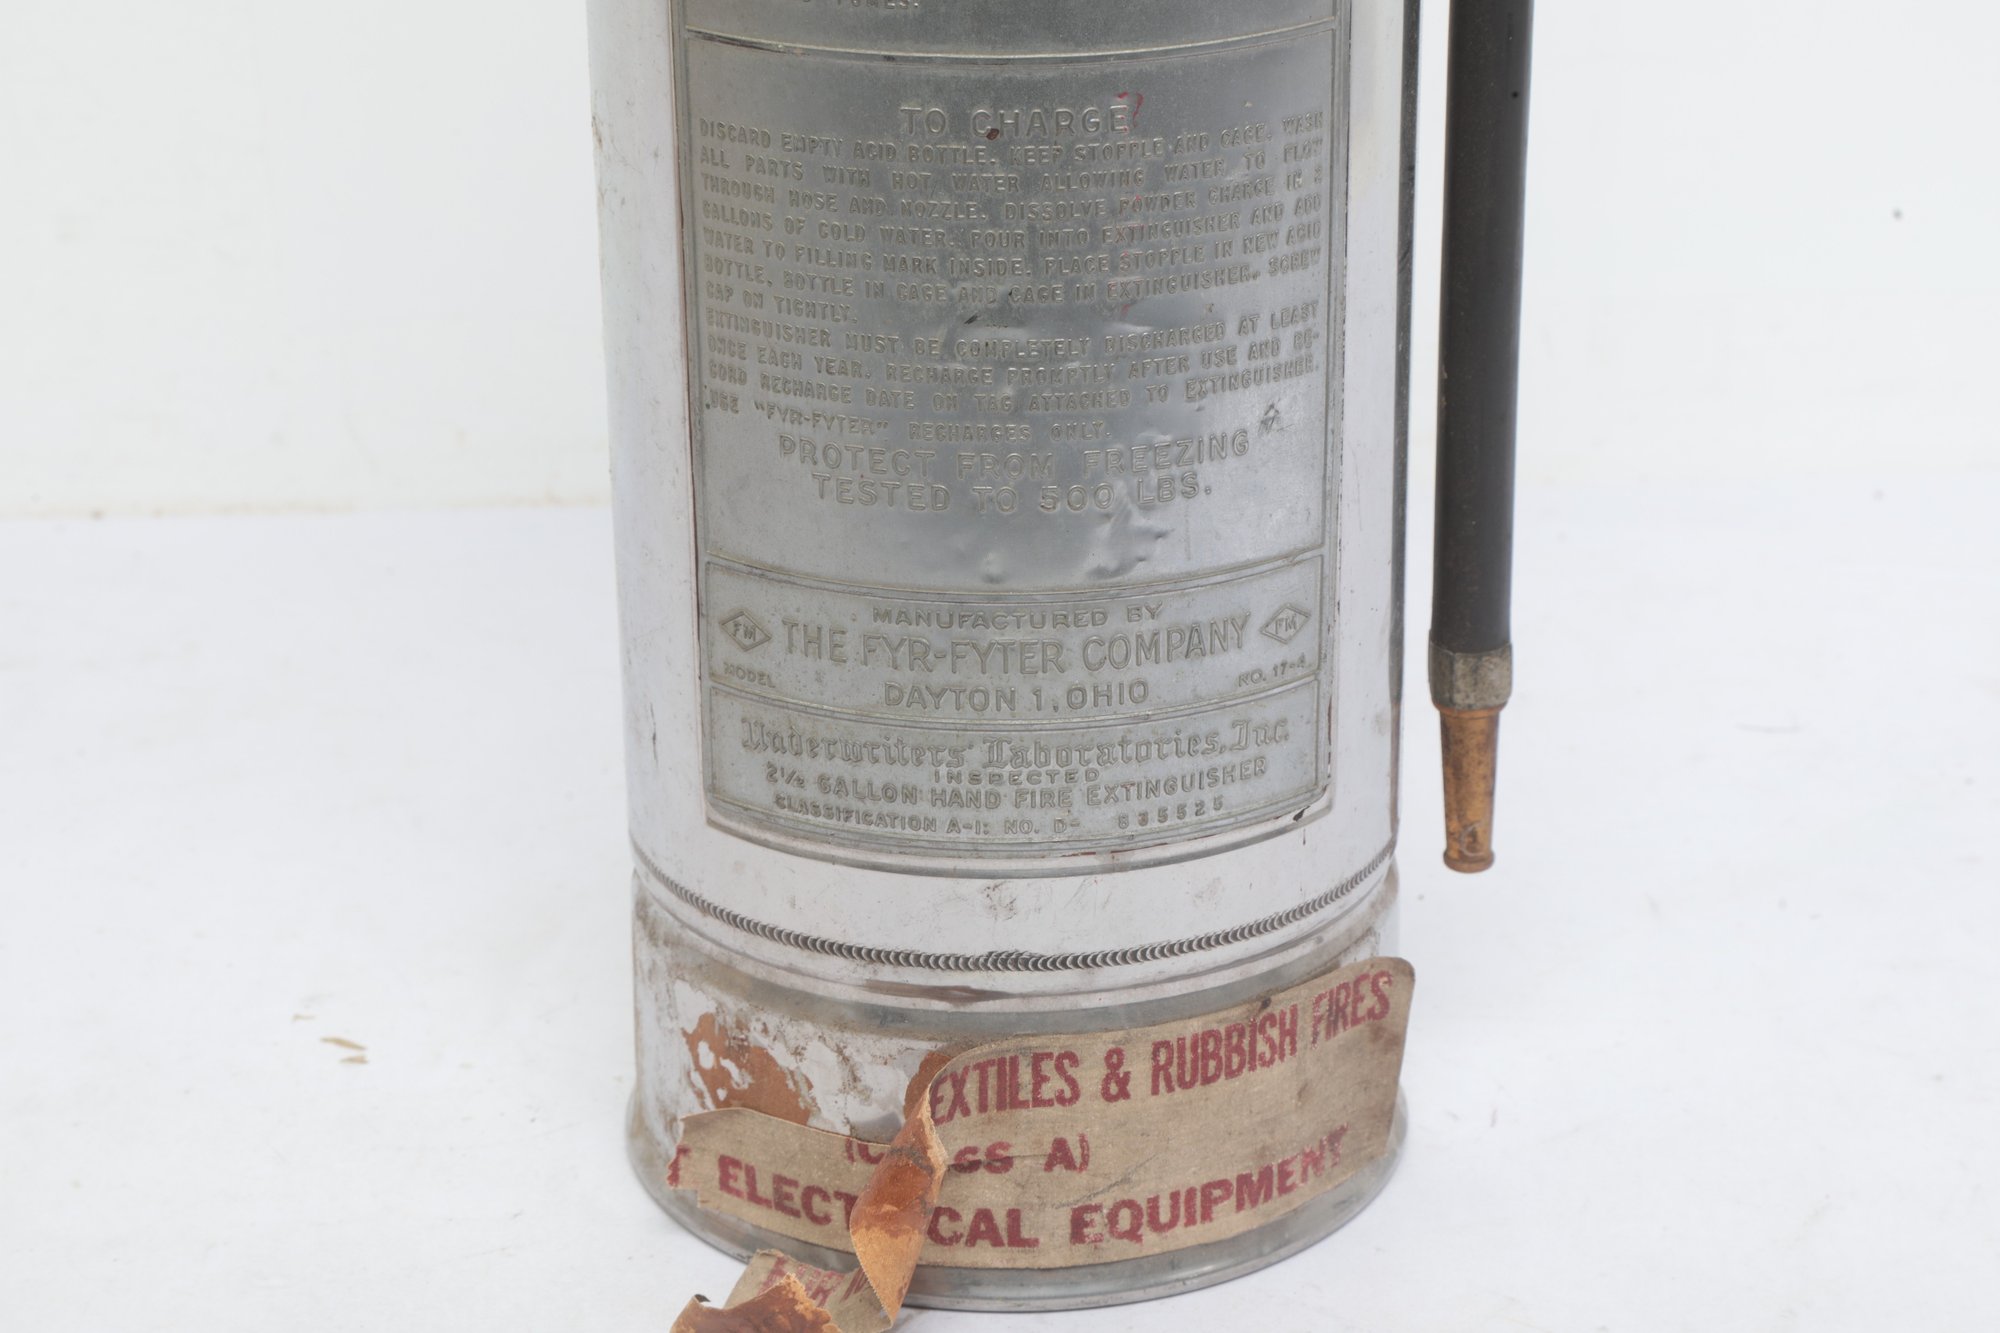 FUMES.
TO CHARGE
DISCARD EMPTY ACID BOTTLE. KEEP STOPPLE AND CAGE. WASH
ALL PARTS WITH HOT WATER ALLOWING WATER TO FLOW
THROUGH HOSE AND NOZZLE. DISSOLVE POWDER CHARGE IN 2
GALLONS OF COLD WATER. POUR INTO EXTINGUISHER AND ADD
WATER TO FILLING MARK INSIDE. PLACE STOPPLE IN NEW ACID
BOTTLE, BOTTLE IN CAGE AND CAGE IN EXTINGUISHER. SCREW
CAP ON TIGHTLY.
EXTINGUISHER MUST BE COMPLETELY DISCHARGED AT LEAST
ONCE EACH YEAR. RECHARGE PROMPTLY AFTER USE AND RE-
CORD RECHARGE DATE ON TAG ATTACHED TO EXTINGUISHER.
USE "FYR-FYTER" RECHARGES ONLY.
PROTECT FROM FREEZING
TESTED TO 500 LBS.
MANUFACTURED BY
FM THE FYR-FYTER COMPANY FM
MODEL DAYTON 1, OHIO NO. 17-4
Underwriters' Laboratories, Inc.
INSPECTED
2½ GALLON HAND FIRE EXTINGUISHER
CLASSIFICATION A-1: NO. D- 835525
EXTILES & RUBBISH FIRES
(C SS A)
T ELECT CAL EQUIPMENT